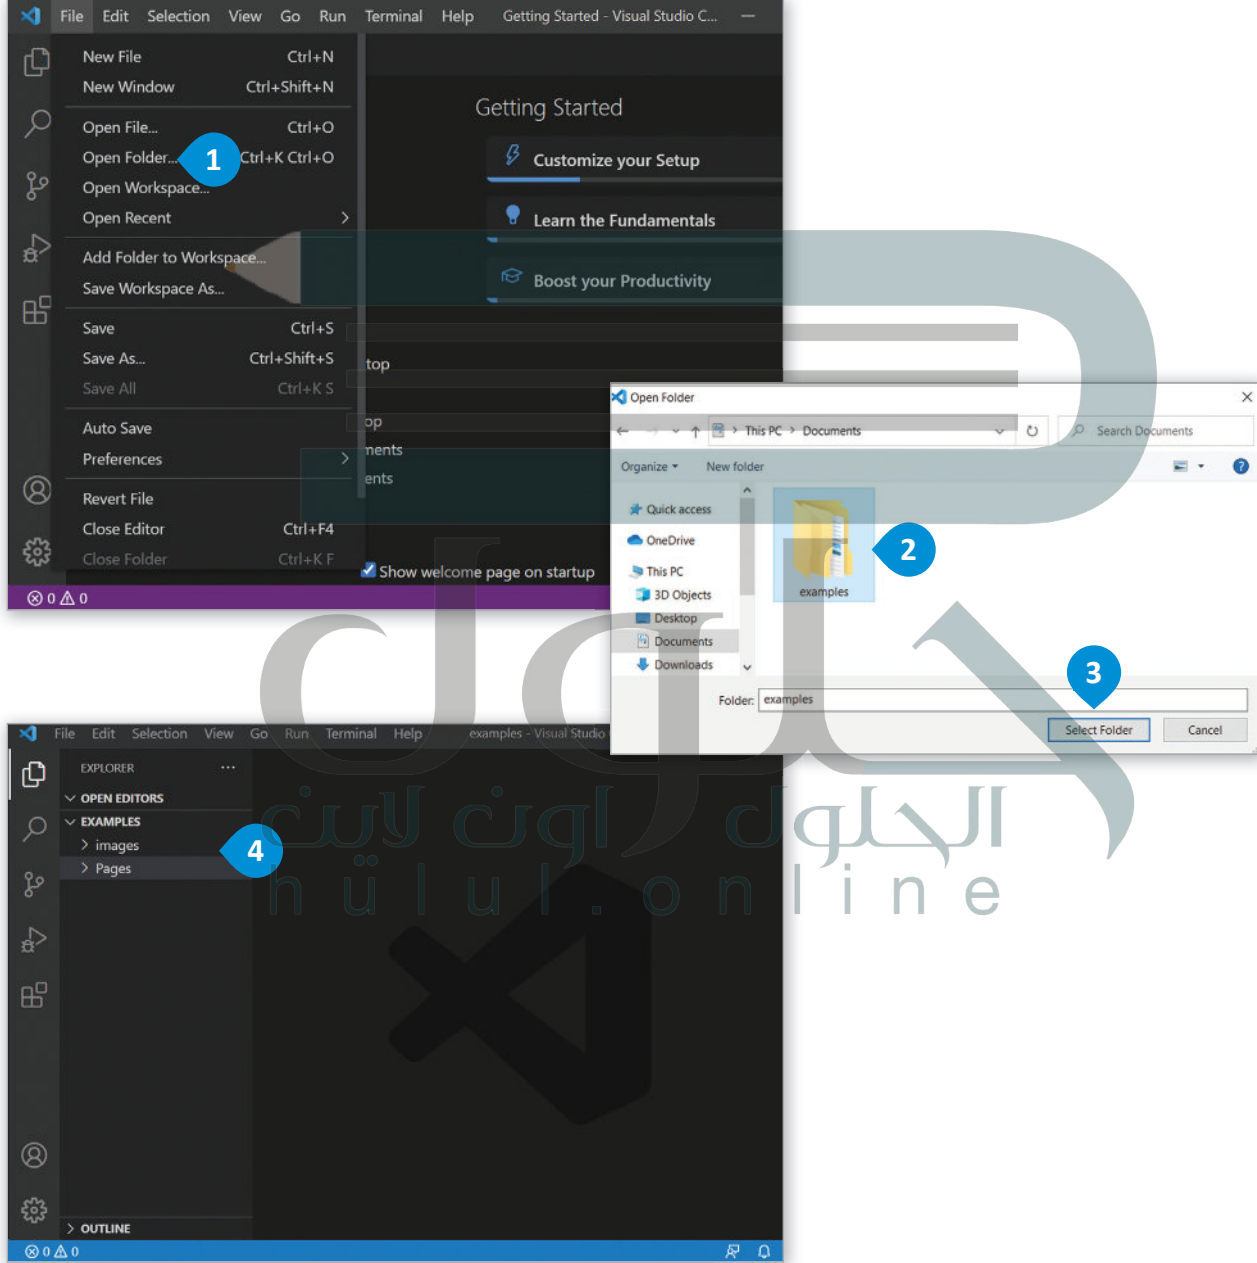 File Edit Selection View Go Run Terminal Help Getting Started - Visual Studio C...
New File Ctrl+N
New Window Ctrl+Shift+N
Open File... Ctrl+O
Open Folder... 1 Ctrl+K Ctrl+O
Open Workspace...
Open Recent
Add Folder to Workspace...
Save Workspace As...
Save Ctrl+S
Save As... Ctrl+Shift+S
Save All Ctrl+K S
Auto Save
Preferences
Revert File
Close Editor Ctrl+F4
Close Folder Ctrl+K F
Getting Started
Customize your Setup
Learn the Fundamentals
Boost your Productivity
top
op
ments
ents
Show welcome page on startup
0 0
Open Folder
This PC > Documents
Search Documents
Organize New folder
Quick access
OneDrive
This PC
3D Objects
Desktop
Documents
Downloads
examples
2
3
Folder: examples
Select Folder Cancel
File Edit Selection View Go Run Terminal Help examples - Visual Studio
EXPLORER ...
OPEN EDITORS
EXAMPLES
images
4
Pages
OUTLINE
0 0
حلول
الحلول اون لاين
hülul.online